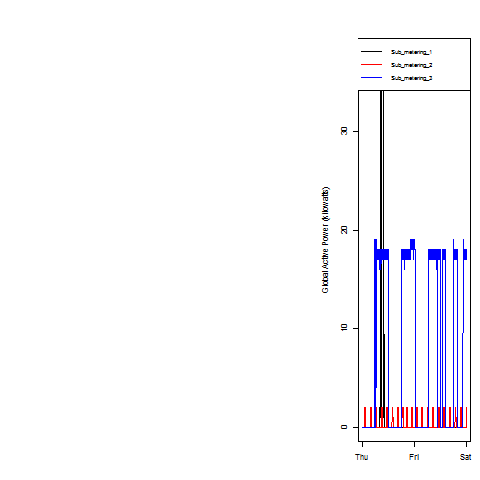 Sub_metering_1
Sub_metering_2
Sub_metering_3
30
20
10
0
Global Active Power (kilowatts)
Thu Fri Sat